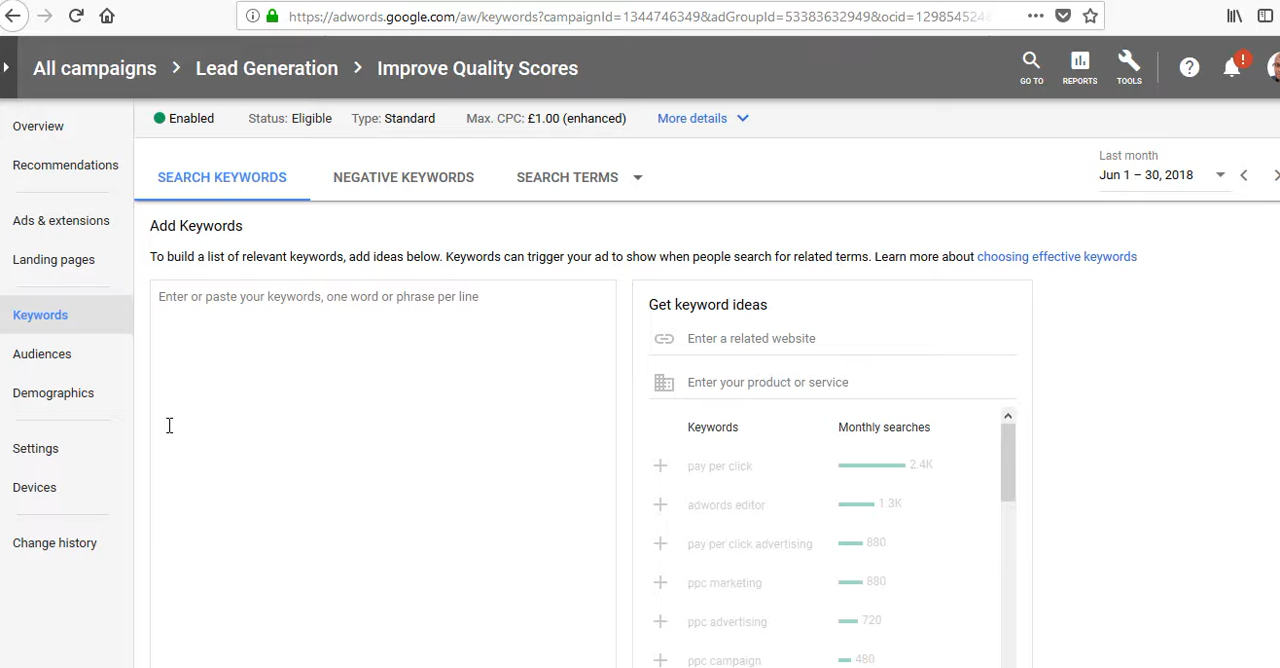 https://adwords.google.com/aw/keywords?campaignId=1344746349&adGroupId=53383632949&ocid=129854524
All campaigns > Lead Generation > Improve Quality Scores
GO TO
REPORTS
TOOLS
Enabled Status: Eligible Type: Standard Max. CPC: £1.00 (enhanced) More details
Overview
Recommendations
Ads & extensions
Landing pages
Keywords
Audiences
Demographics
Settings
Devices
Change history
SEARCH KEYWORDS NEGATIVE KEYWORDS SEARCH TERMS
Last month
Jun 1 – 30, 2018
Add Keywords
To build a list of relevant keywords, add ideas below. Keywords can trigger your ad to show when people search for related terms. Learn more about choosing effective keywords
Enter or paste your keywords, one word or phrase per line
Get keyword ideas
Enter a related website
Enter your product or service
Keywords Monthly searches
pay per click 2.4K
adwords editor 1.3K
pay per click advertising 880
ppc marketing 880
ppc advertising 720
ppc campaign 480